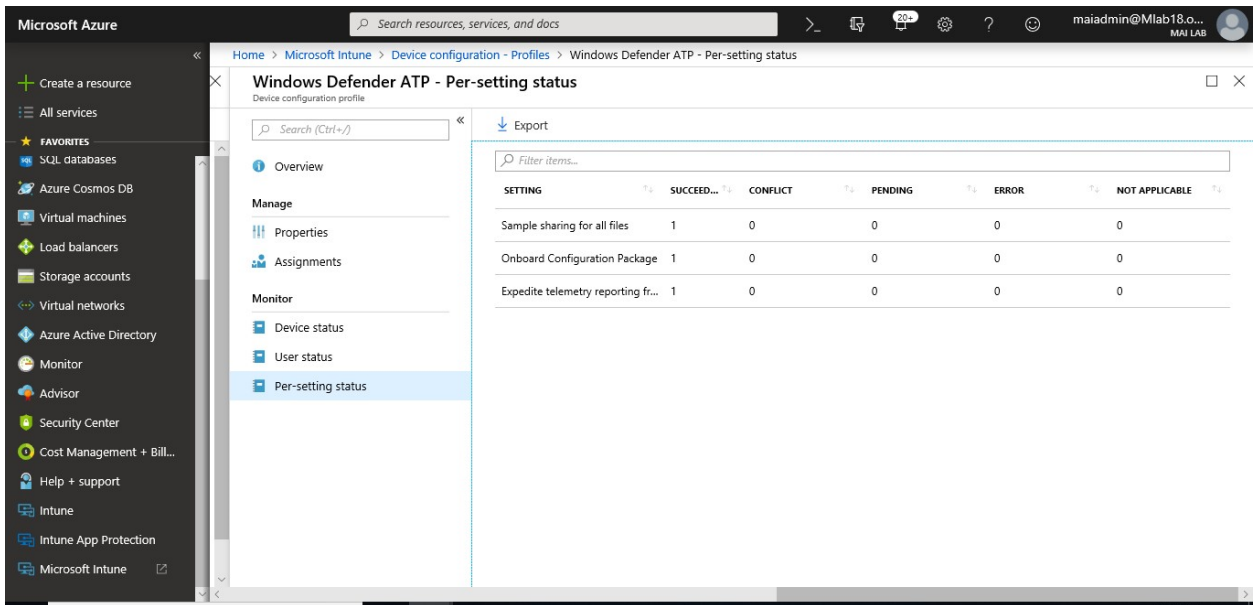 Microsoft Azure
Search resources, services, and docs
20+
maiadmin@Mlab18.o...
MAI LAB
Home > Microsoft Intune > Device configuration - Profiles > Windows Defender ATP - Per-setting status
Create a resource
All services
FAVORITES
SQL databases
Azure Cosmos DB
Virtual machines
Load balancers
Storage accounts
Virtual networks
Azure Active Directory
Monitor
Advisor
Security Center
Cost Management + Bill...
Help + support
Intune
Intune App Protection
Microsoft Intune
Windows Defender ATP - Per-setting status
Device configuration profile
Search (Ctrl+/)
Overview
Manage
Properties
Assignments
Monitor
Device status
User status
Per-setting status
Export
Filter items...
SETTING SUCCEED... CONFLICT PENDING ERROR NOT APPLICABLE
Sample sharing for all files 1 0 0 0 0
Onboard Configuration Package 1 0 0 0 0
Expedite telemetry reporting fr... 1 0 0 0 0